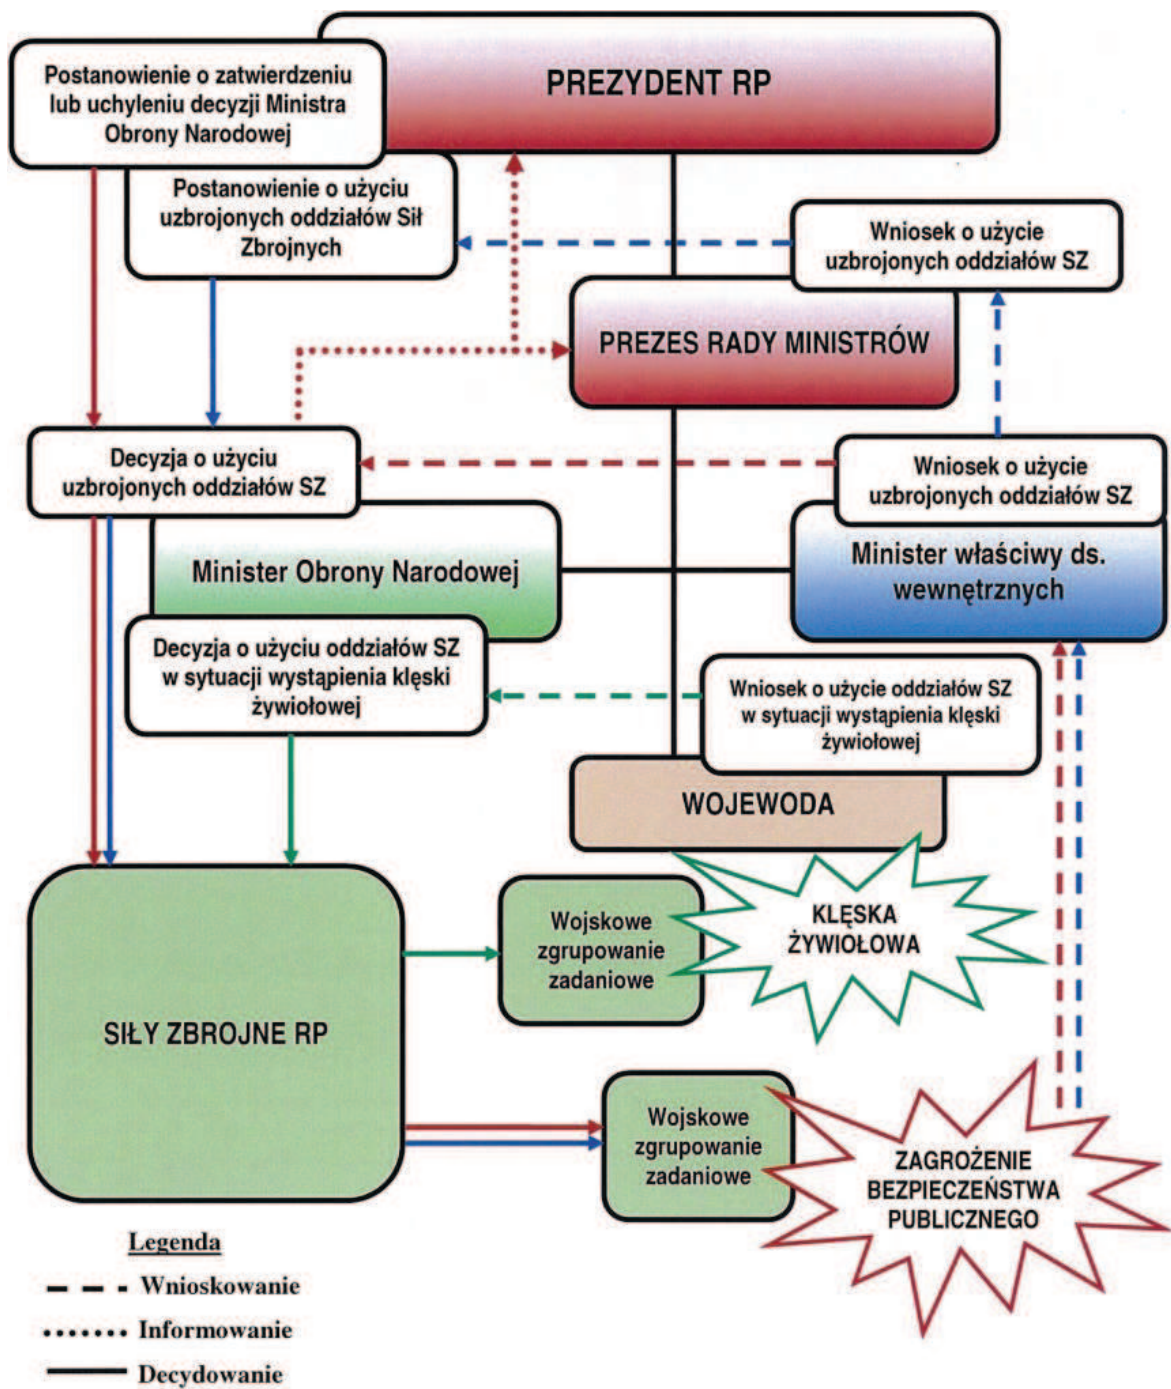 PREZYDENT RP
Postanowienie o zatwierdzeniu
lub uchyleniu decyzji Ministra
Obrony Narodowej
Postanowienie o użyciu
uzbrojonych oddziałów Sił
Zbrojnych
Wniosek o użycie
uzbrojonych oddziałów SZ
PREZES RADY MINISTRÓW
Decyzja o użyciu
uzbrojonych oddziałów SZ
Wniosek o użycie
uzbrojonych oddziałów SZ
Minister Obrony Narodowej
Minister właściwy ds.
wewnętrznych
Decyzja o użyciu oddziałów SZ
w sytuacji wystąpienia klęski
żywiołowej
Wniosek o użycie oddziałów SZ
w sytuacji wystąpienia klęski
żywiołowej
WOJEWODA
Wojskowe
zgrupowanie
zadaniowe
KLĘSKA
ŻYWIOŁOWA
SIŁY ZBROJNE RP
Wojskowe
zgrupowanie
zadaniowe
ZAGROŻENIE
BEZPIECZEŃSTWA
PUBLICZNEGO
Legenda
Wnioskowanie
Informowanie
Decydowanie